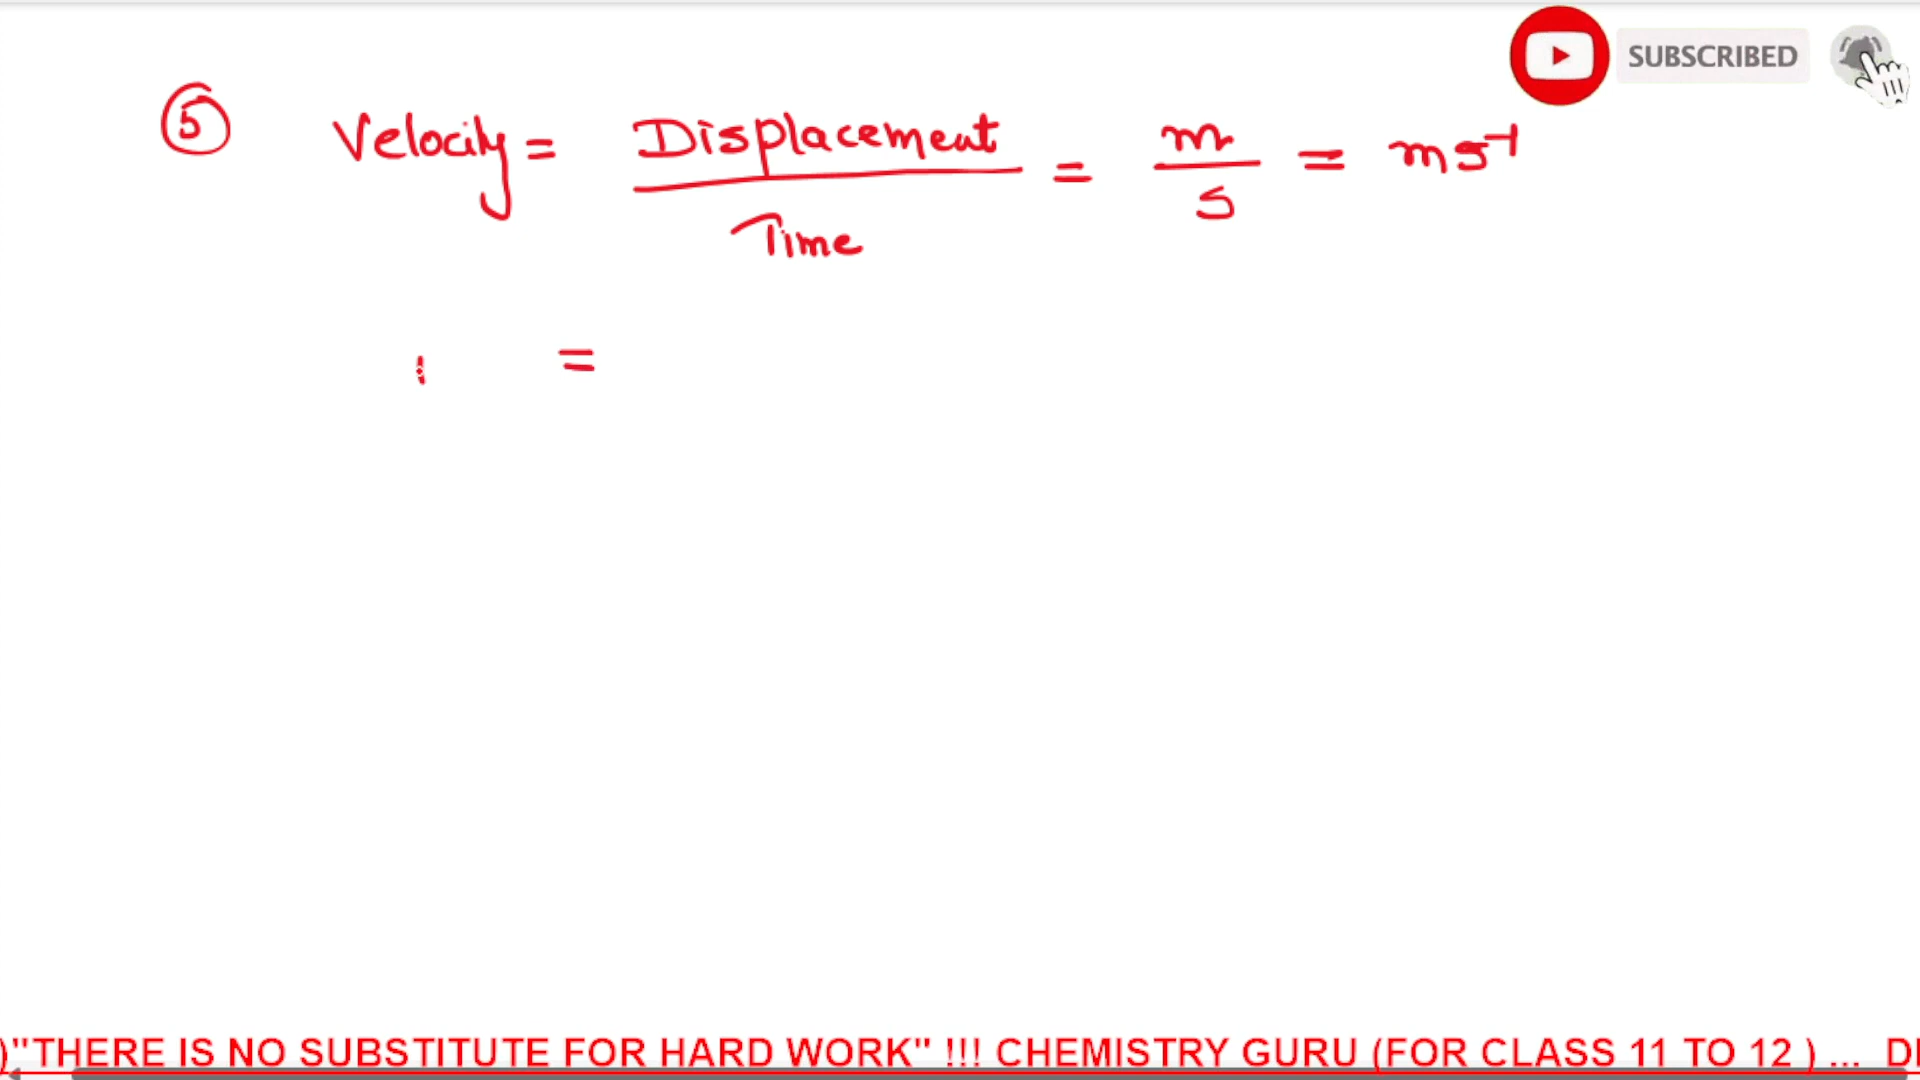 SUBSCRIBED
⑤ Velocity = Displacement / Time = m / s = ms⁻¹
=
)"THERE IS NO SUBSTITUTE FOR HARD WORK" !!! CHEMISTRY GURU (FOR CLASS 11 TO 12 ) ...